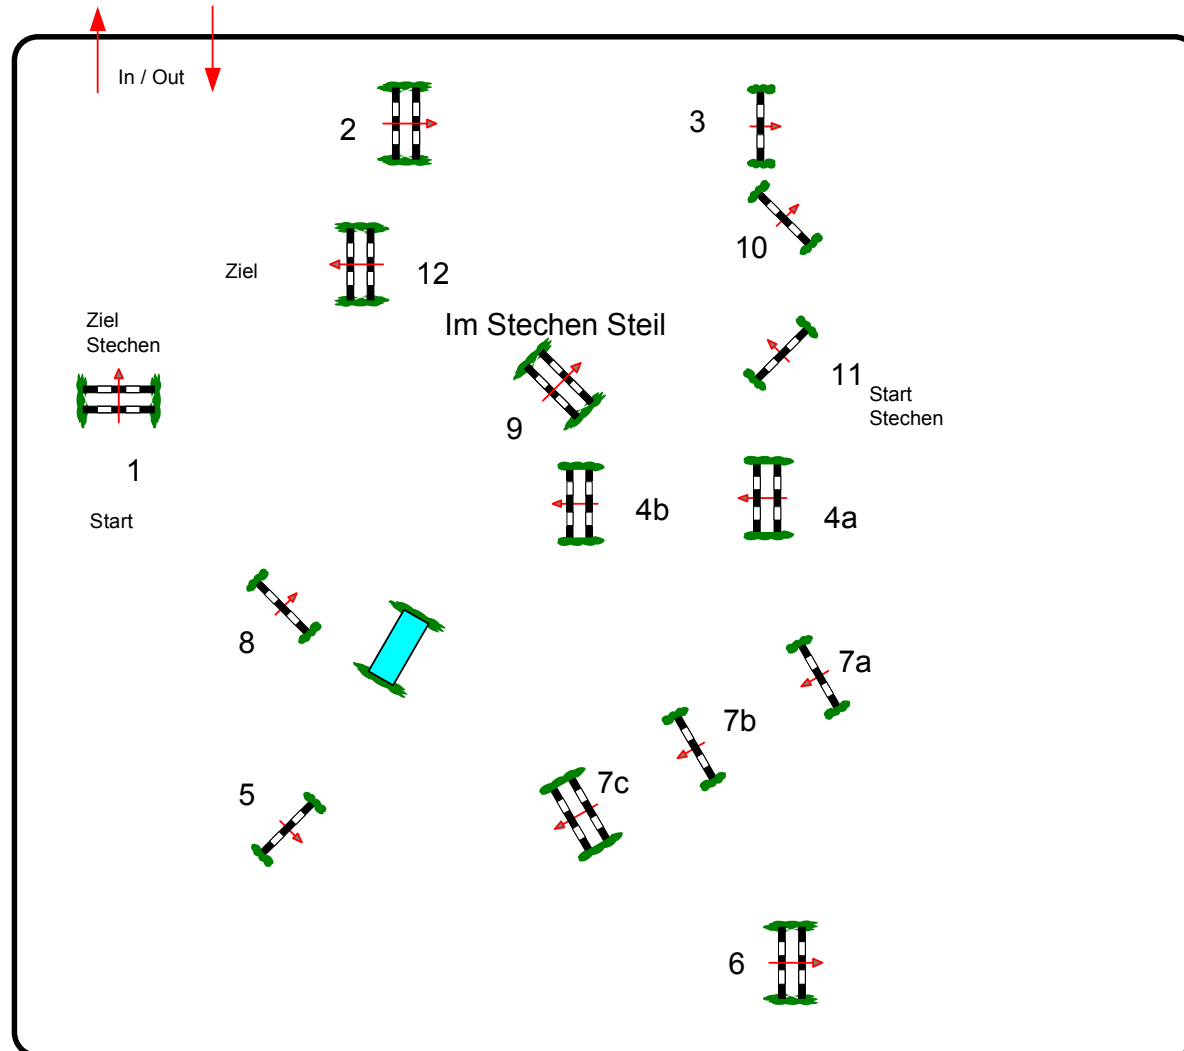 In / Out
2
3
10
Ziel
12
Im Stechen Steil
Ziel
Stechen
11
Start
Stechen
9
1
4b
4a
Start
8
7a
7b
7c
5
6